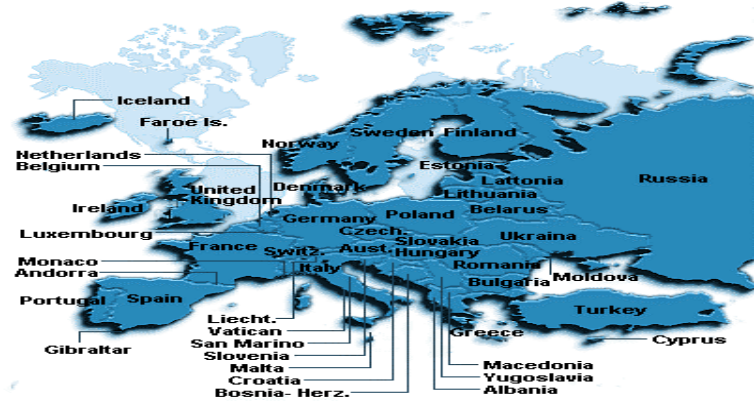 Iceland
Faroe Is.
Norway
Sweden
Finland
Netherlands
Belgium
Estonia
Denmark
Lattonia
Lithuania
Russia
United
Kingdom
Ireland
Germany
Poland
Belarus
Luxembourg
Czech.
Slovakia
Ukraina
France
Switz.
Aust.
Hungary
Monaco
Andorra
Italy
Romania
Bulgaria
Moldova
Portugal
Spain
Liecht.
Turkey
Vatican
Greece
Cyprus
San Marino
Gibraltar
Slovenia
Malta
Macedonia
Croatia
Yugoslavia
Bosnia- Herz.
Albania